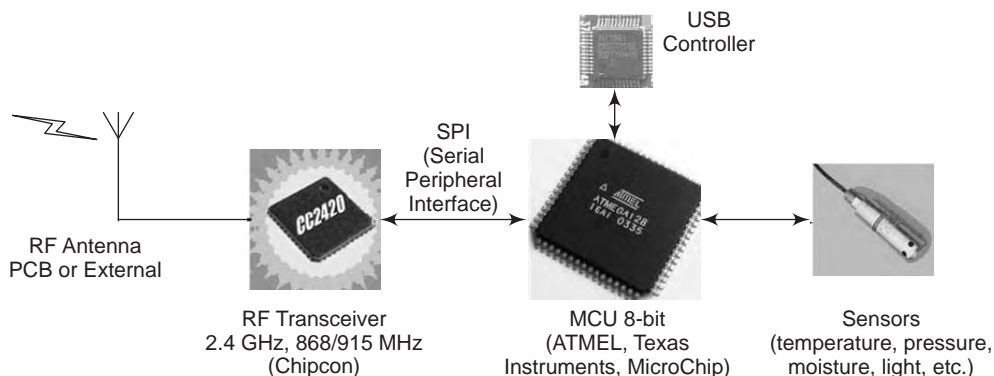 USB
Controller
SPI
(Serial
Peripheral
Interface)
CC2420
ATMEL
ATMEGA128
16AI 0335
RF Antenna
PCB or External
RF Transceiver
2.4 GHz, 868/915 MHz
(Chipcon)
MCU 8-bit
(ATMEL, Texas
Instruments, MicroChip)
Sensors
(temperature, pressure,
moisture, light, etc.)